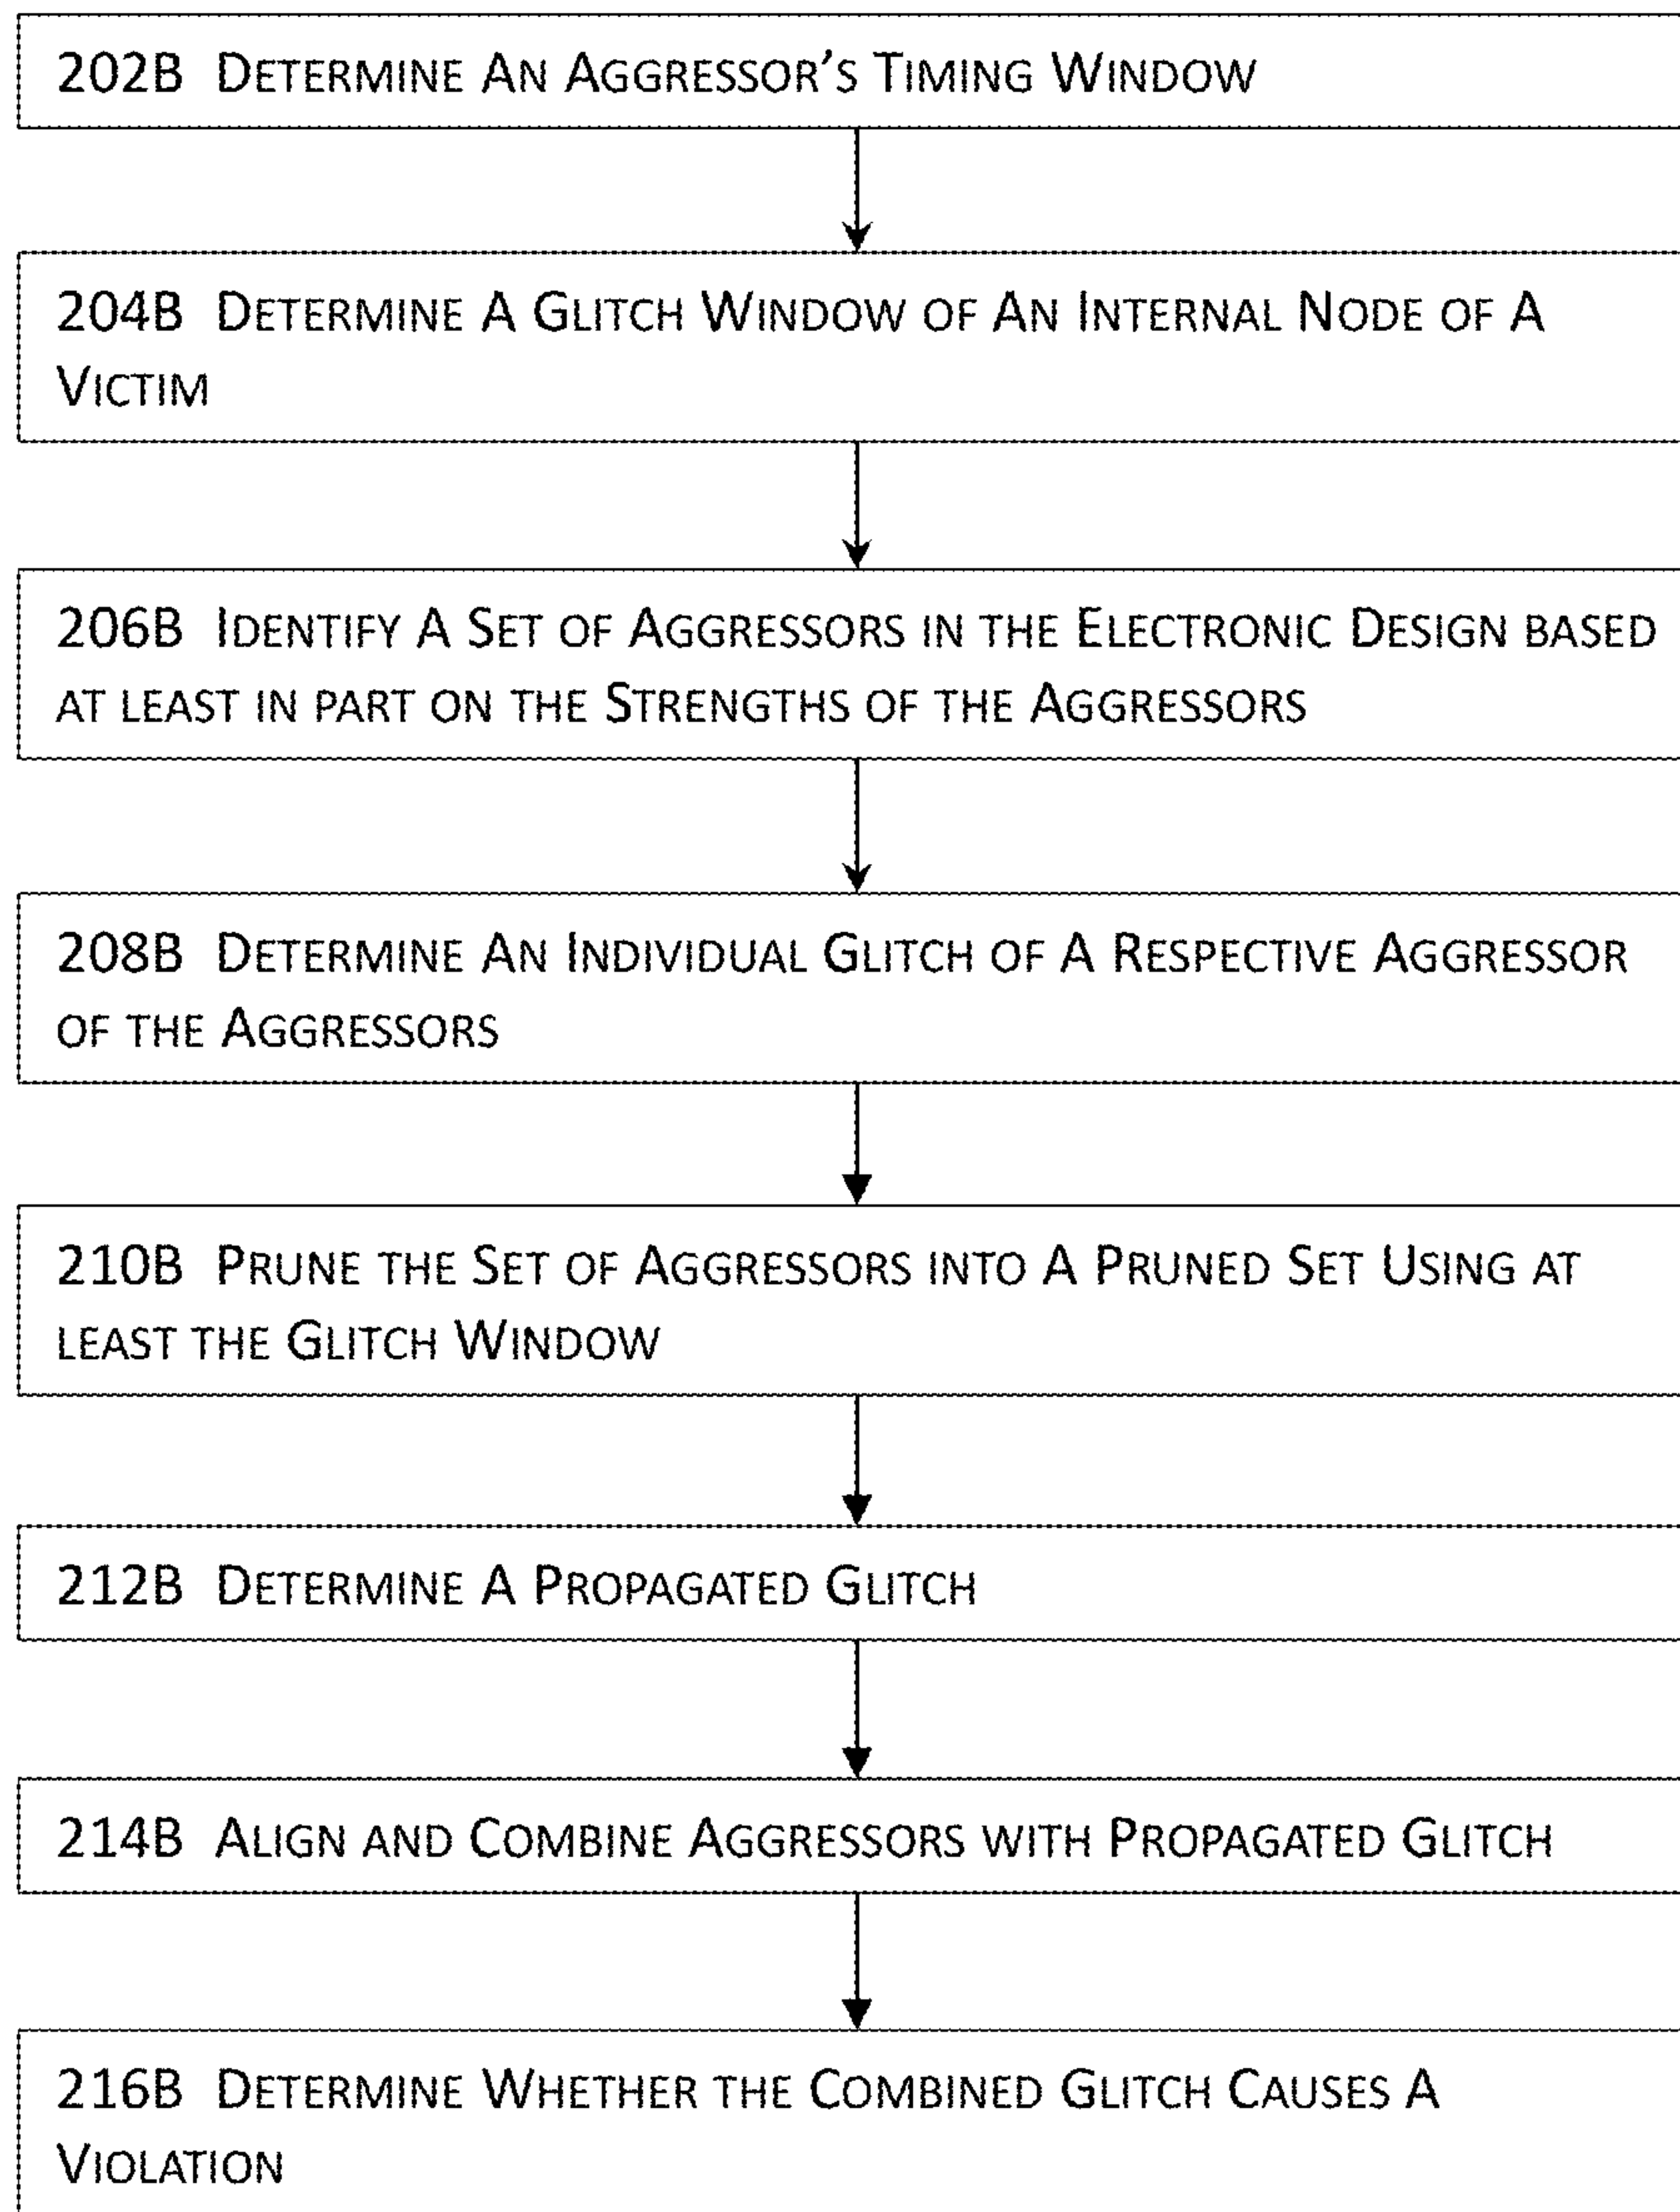 202B DETERMINE AN AGGRESSOR'S TIMING WINDOW
204B DETERMINE A GLITCH WINDOW OF AN INTERNAL NODE OF A
VICTIM
206B IDENTIFY A SET OF AGGRESSORS IN THE ELECTRONIC DESIGN BASED
AT LEAST IN PART ON THE STRENGTHS OF THE AGGRESSORS
208B DETERMINE AN INDIVIDUAL GLITCH OF A RESPECTIVE AGGRESSOR
OF THE AGGRESSORS
210B PRUNE THE SET OF AGGRESSORS INTO A PRUNED SET USING AT
LEAST THE GLITCH WINDOW
212B DETERMINE A PROPAGATED GLITCH
214B ALIGN AND COMBINE AGGRESSORS WITH PROPAGATED GLITCH
216B DETERMINE WHETHER THE COMBINED GLITCH CAUSES A
VIOLATION